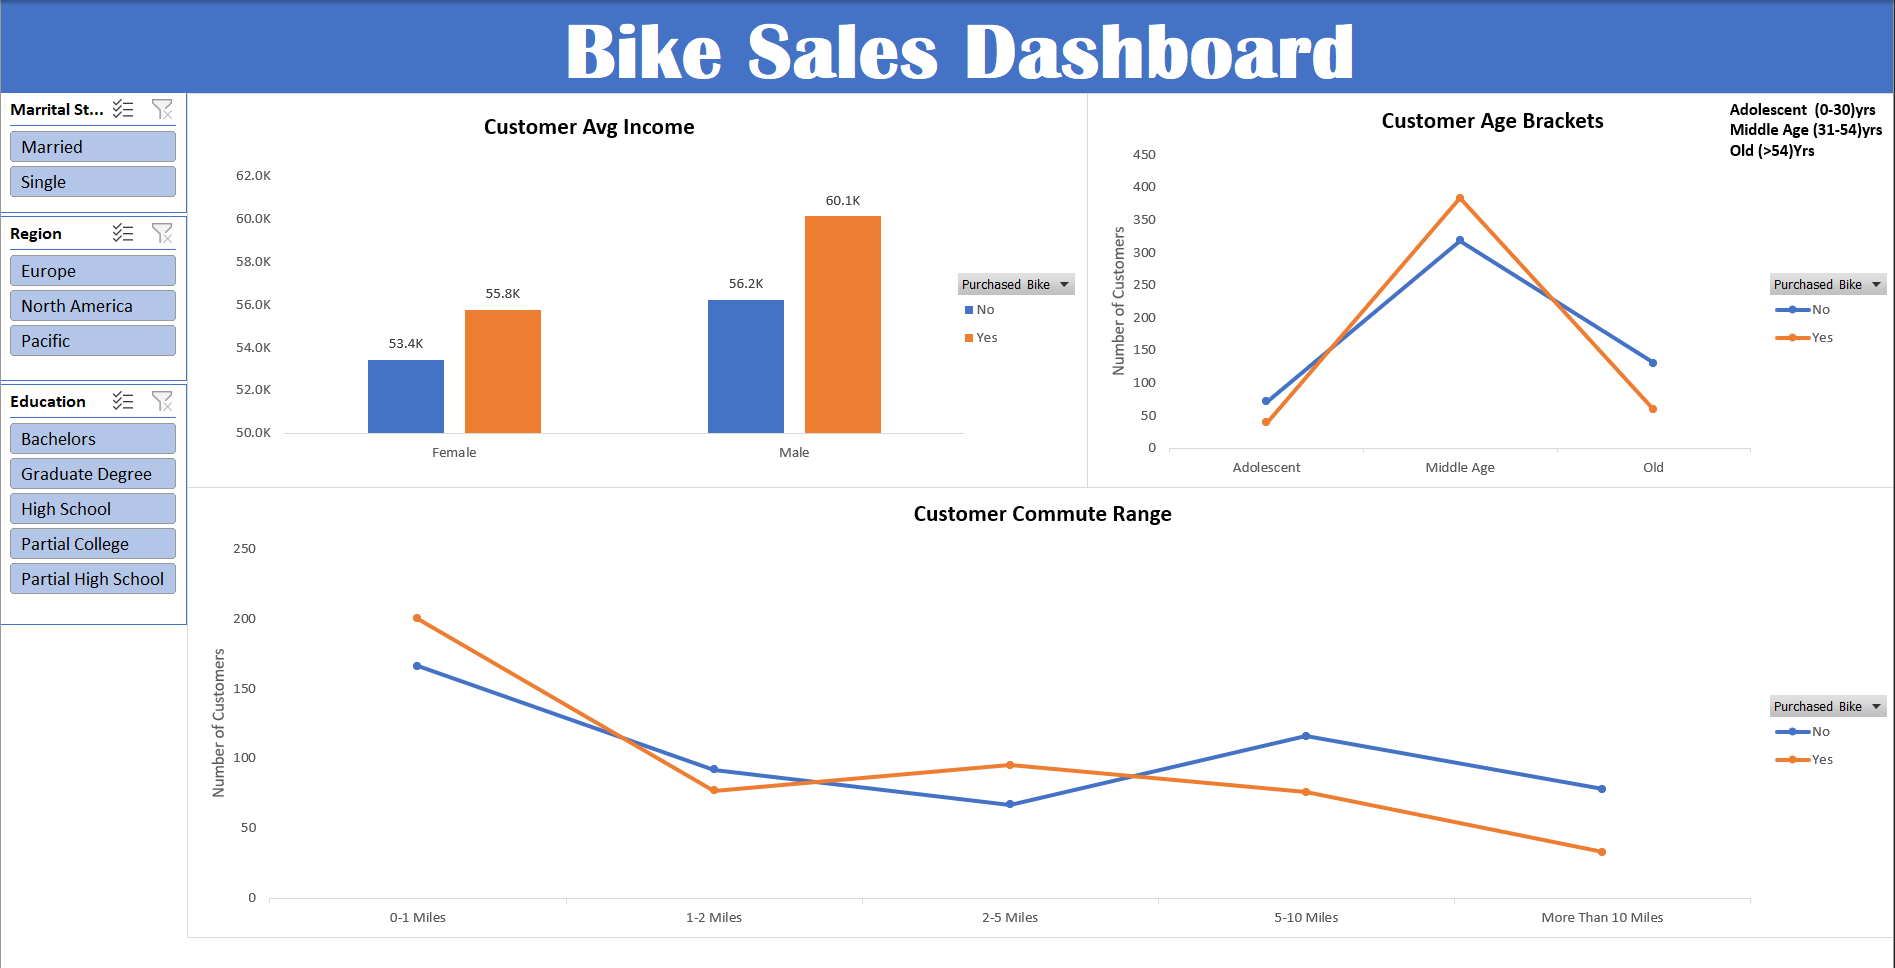 Bike Sales Dashboard
Marrital St...
Married
Single
Region
Europe
North America
Pacific
Education
Bachelors
Graduate Degree
High School
Partial College
Partial High School
Customer Avg Income
62.0K
60.0K
58.0K
56.0K
54.0K
52.0K
50.0K
53.4K
55.8K
56.2K
60.1K
Female
Male
Purchased Bike
No
Yes
Customer Age Brackets
Adolescent (0-30)yrs
Middle Age (31-54)yrs
Old (>54)Yrs
Number of Customers
450
400
350
300
250
200
150
100
50
0
Adolescent
Middle Age
Old
Purchased Bike
No
Yes
Customer Commute Range
Number of Customers
250
200
150
100
50
0
0-1 Miles
1-2 Miles
2-5 Miles
5-10 Miles
More Than 10 Miles
Purchased Bike
No
Yes